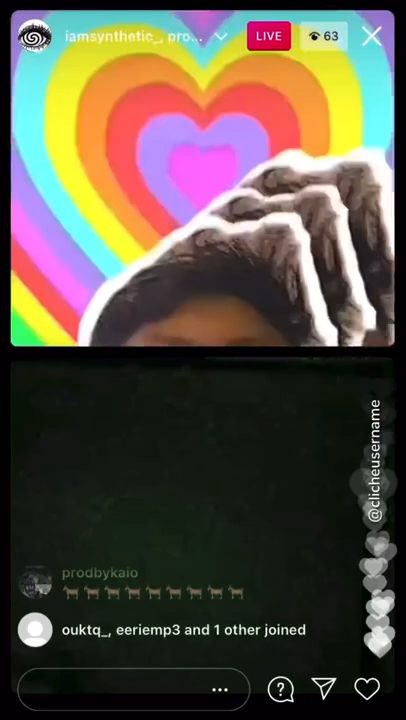 iamsynthetic_, pro...
LIVE
63
@clicheusername
prodbykaio
ouktq_, eeriemp3 and 1 other joined